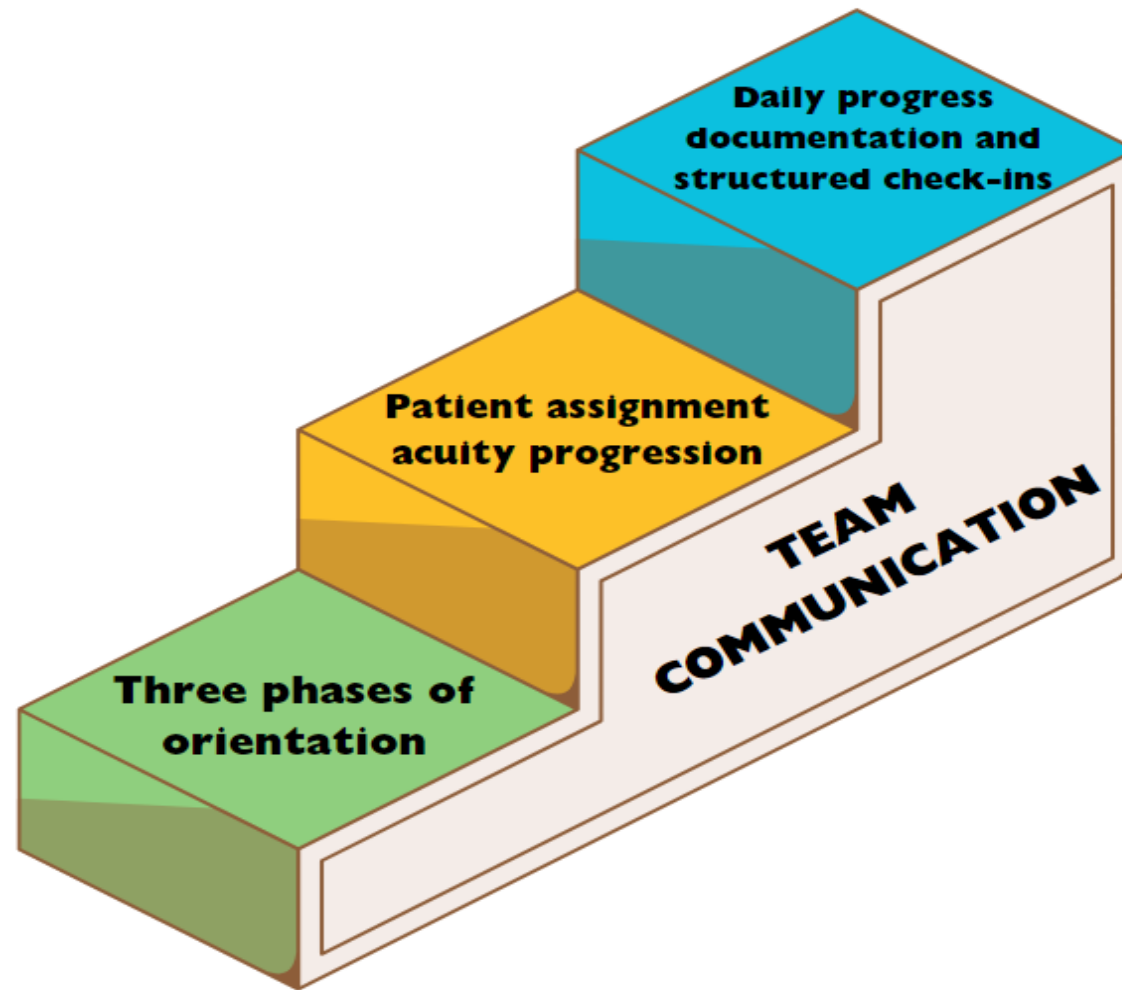 Daily progress
documentation and
structured check-ins
Patient assignment
acuity progression
TEAM
COMMUNICATION
Three phases of
orientation